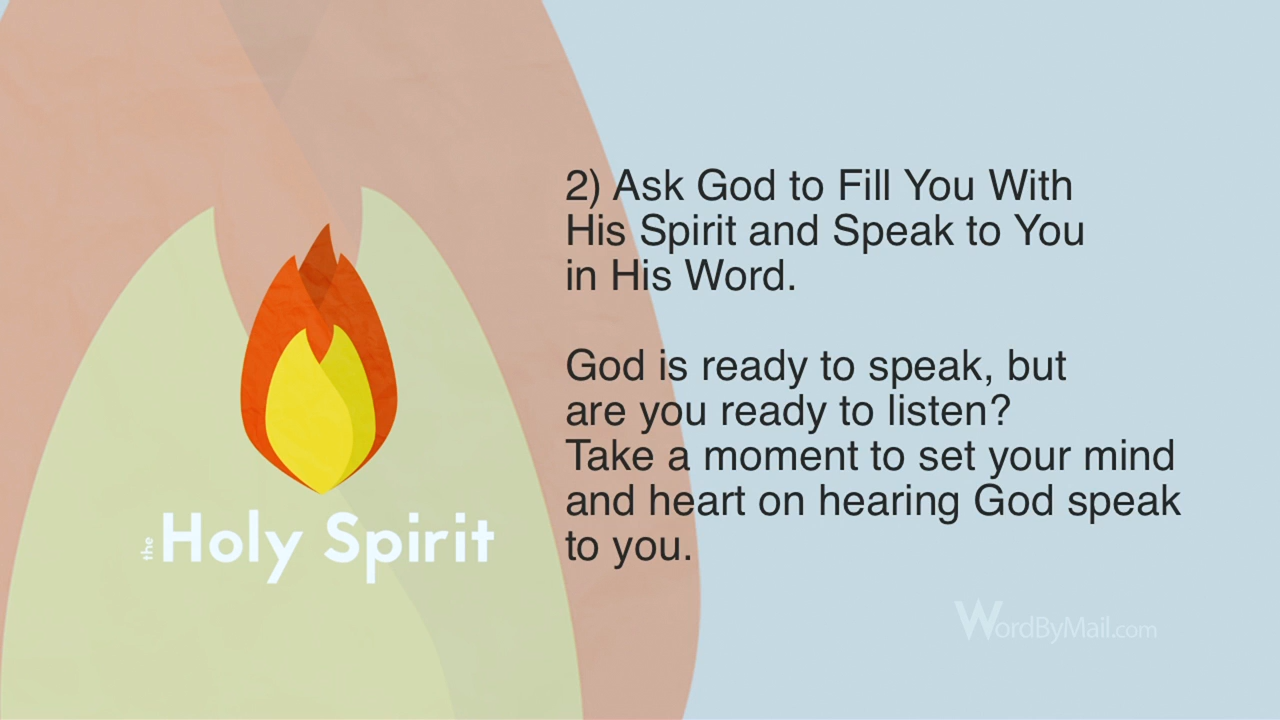 2) Ask God to Fill You With
His Spirit and Speak to You
in His Word.
God is ready to speak, but
are you ready to listen?
Take a moment to set your mind
and heart on hearing God speak
to you.
the Holy Spirit
WordByMail.com